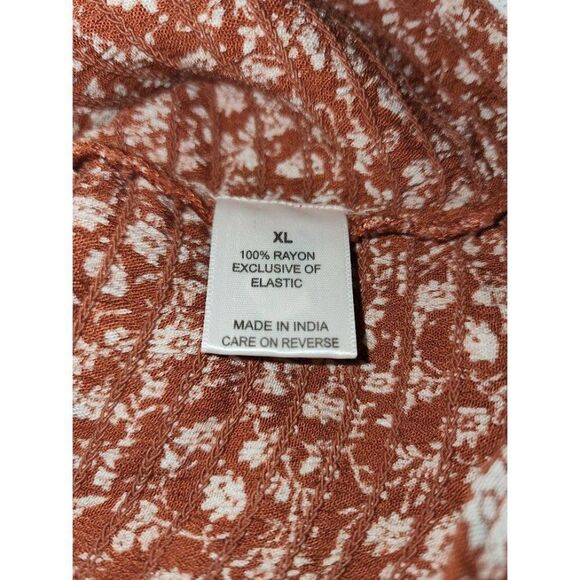 XL
100% RAYON
EXCLUSIVE OF
ELASTIC
MADE IN INDIA
CARE ON REVERSE